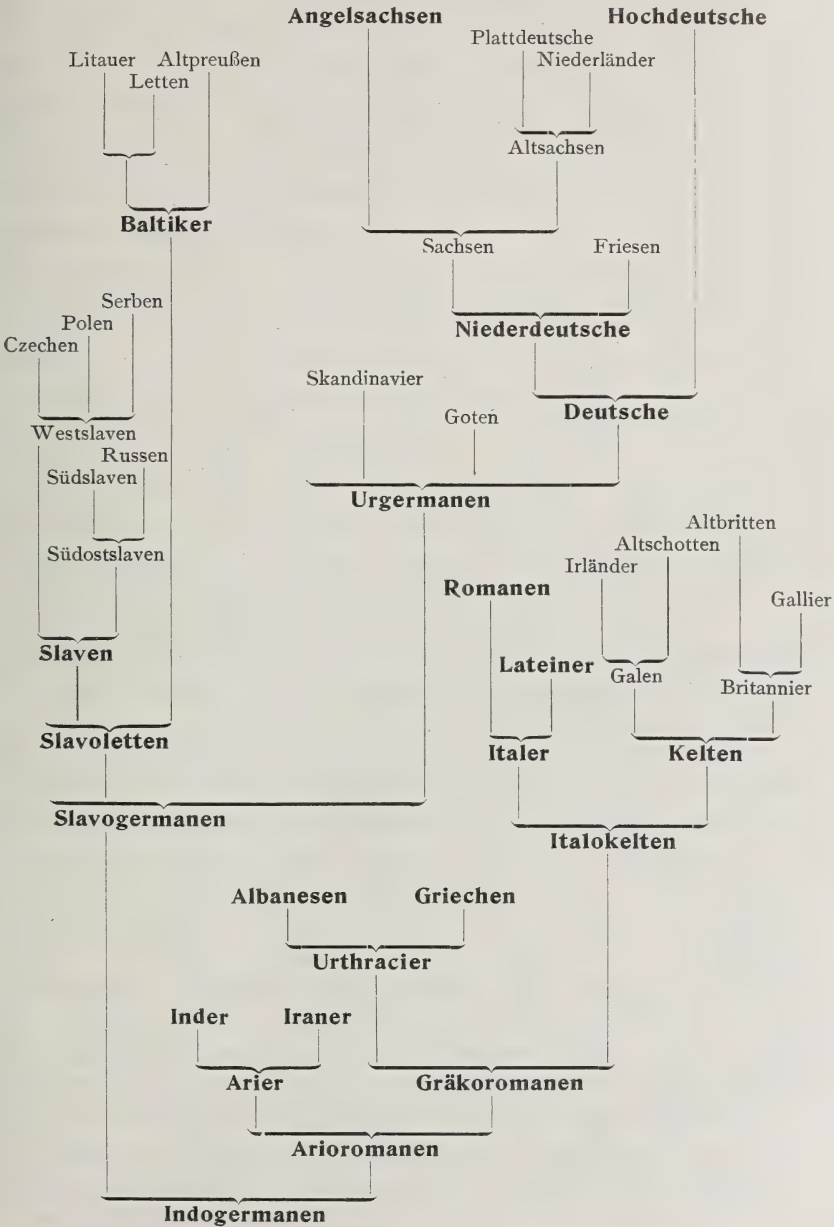 Angelsachsen Hochdeutsche
Plattdeutsche
Litauer Altpreußen Niederländer
Letten
Altsachsen
Baltiker
Sachsen Friesen
Serben
Polen Niederdeutsche
Czechen
Skandinavier
Goten Deutsche
Westslaven
Russen
Südslaven
Urgermanen
Altbritten
Südostslaven Altschotten
Irländer
Romanen
Gallier
Slaven Lateiner
Galen
Britannier
Slavoletten Italer Kelten
Slavogermanen
Italokelten
Albanesen Griechen
Urthracier
Inder Iraner
Arier Gräkoromanen
Arioromanen
Indogermanen